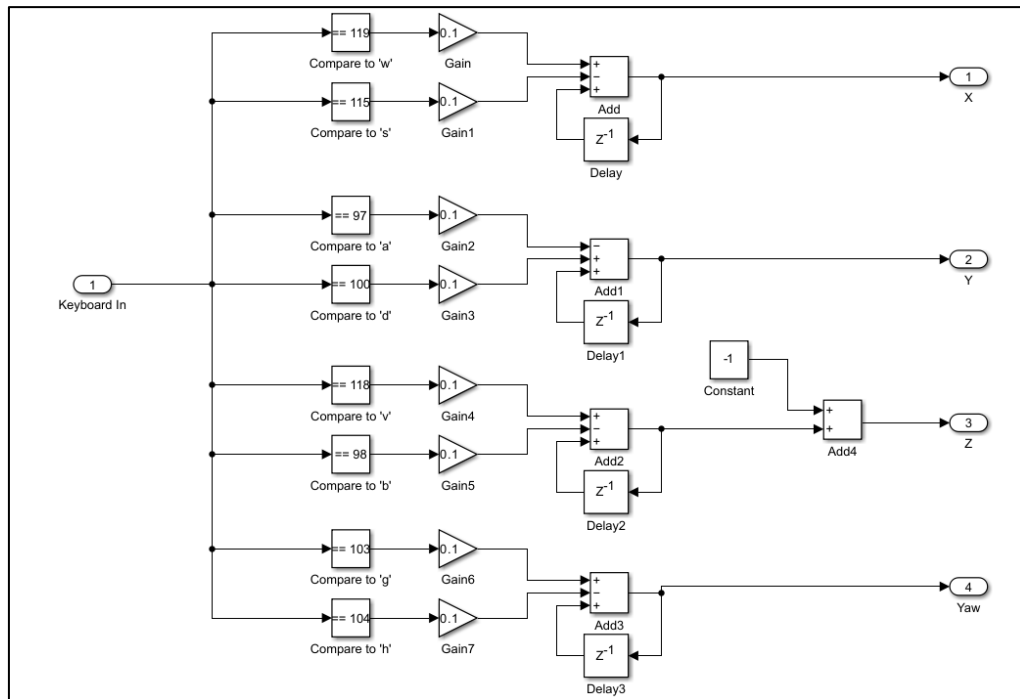 == 119
0.1
Compare to 'w'
Gain
+
−
+
1
X
== 115
0.1
Add
Compare to 's'
Gain1
Z-1
Delay
== 97
0.1
Compare to 'a'
Gain2
−
+
+
2
Y
1
Keyboard In
== 100
0.1
Add1
Compare to 'd'
Gain3
Z-1
Delay1
-1
Constant
== 118
0.1
Compare to 'v'
Gain4
+
−
+
+
+
3
Z
Add4
== 98
0.1
Add2
Compare to 'b'
Gain5
Z-1
Delay2
== 103
0.1
Compare to 'g'
Gain6
+
−
+
4
Yaw
== 104
0.1
Add3
Compare to 'h'
Gain7
Z-1
Delay3